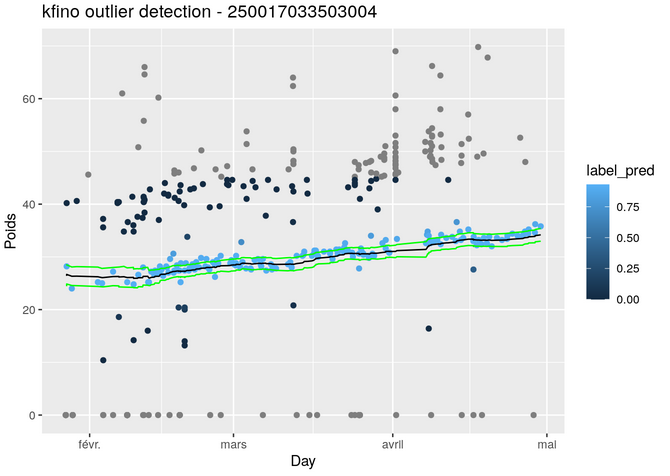 kfino outlier detection - 250017033503004
Poids
60
40
20
0
févr.
mars
avril
mai
Day
label_pred
0.75
0.50
0.25
0.00